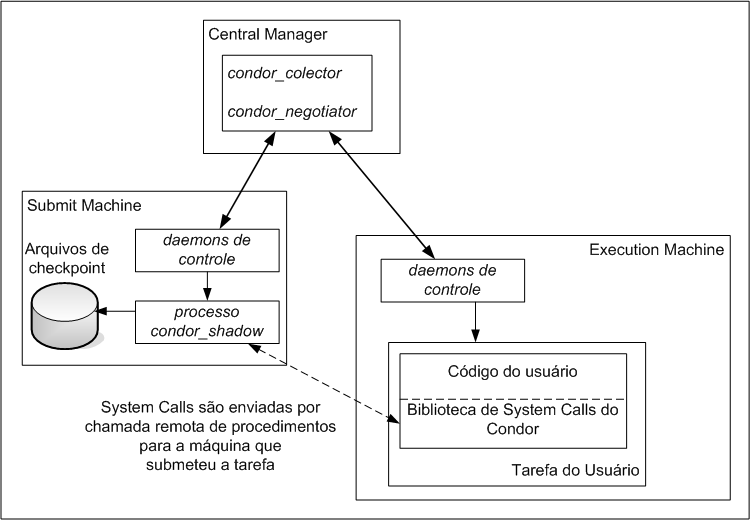 Central Manager
condor_colector
condor_negotiator
Submit Machine
daemons de
controle
Arquivos de
checkpoint
processo
condor_shadow
Execution Machine
daemons de
controle
Código do usuário
Biblioteca de System Calls do
Condor
Tarefa do Usuário
System Calls são enviadas por
chamada remota de procedimentos
para a máquina que
submeteu a tarefa